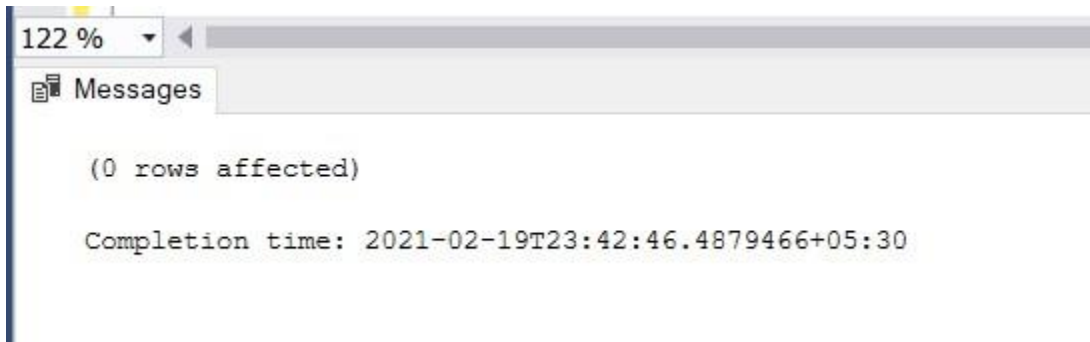 122 %
Messages
(0 rows affected)
Completion time: 2021-02-19T23:42:46.4879466+05:30